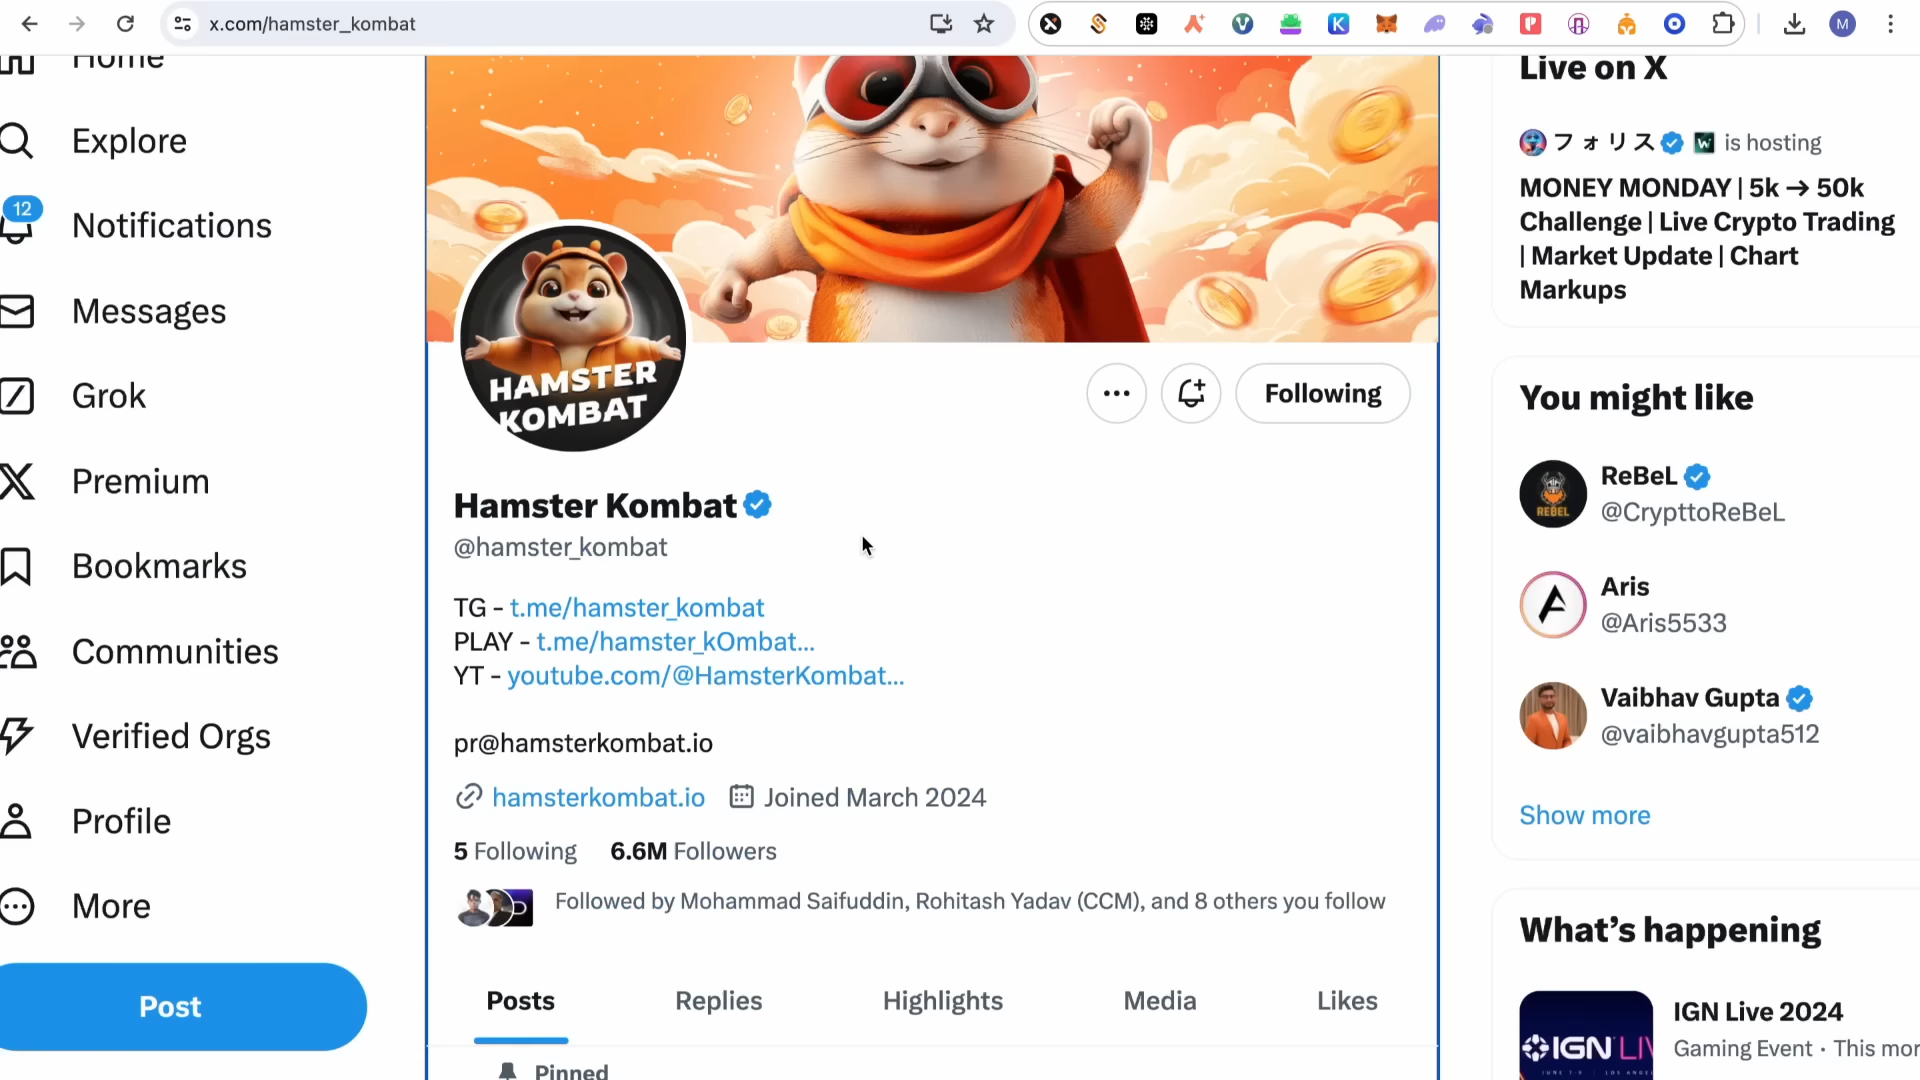 x.com/hamster_kombat
M
Home
Explore
12
Notifications
Messages
Grok
Premium
Bookmarks
Communities
Verified Orgs
Profile
More
Post
HAMSTER
KOMBAT
Following
Hamster Kombat
@hamster_kombat
TG - t.me/hamster_kombat
PLAY - t.me/hamster_kOmbat...
YT - youtube.com/@HamsterKombat...
pr@hamsterkombat.io
hamsterkombat.io Joined March 2024
5 Following 6.6M Followers
Followed by Mohammad Saifuddin, Rohitash Yadav (CCM), and 8 others you follow
Posts Replies Highlights Media Likes
Pinned
Live on X
フォリス is hosting
MONEY MONDAY | 5k → 50k
Challenge | Live Crypto Trading
| Market Update | Chart
Markups
You might like
REBEL
ReBeL
@CrypttoReBeL
Aris
@Aris5533
Vaibhav Gupta
@vaibhavgupta512
Show more
What's happening
IGN LIV
IGN Live 2024
Gaming Event · This mor